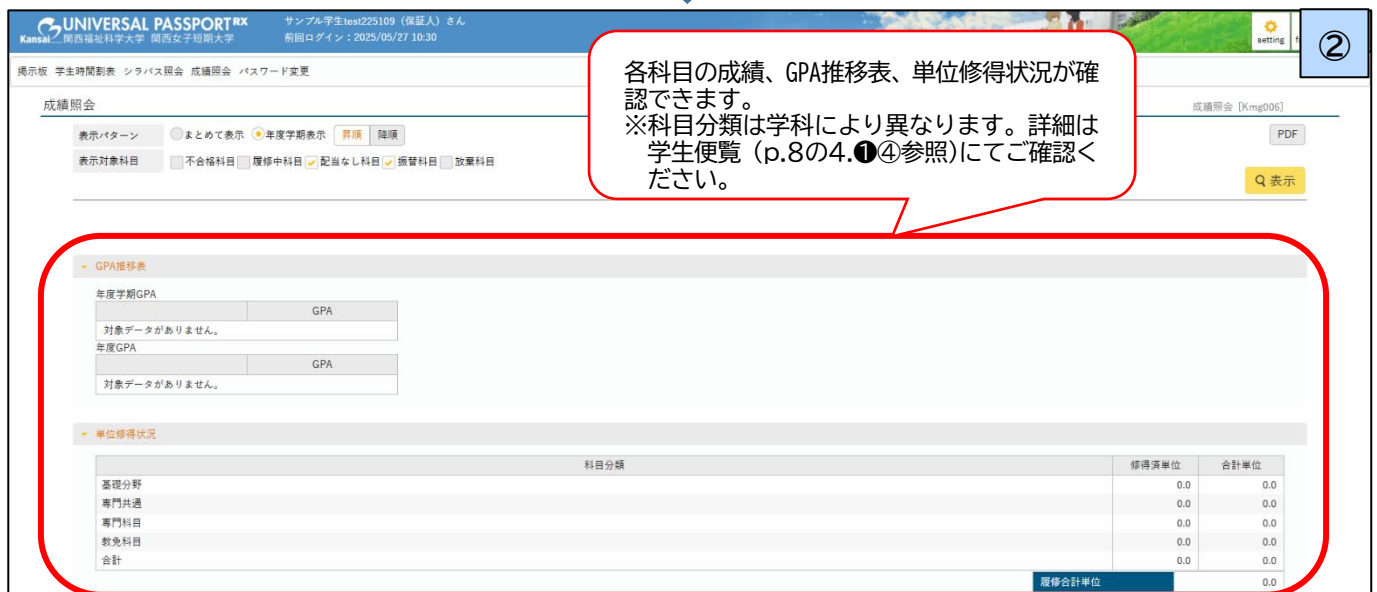 UNIVERSAL PASSPORT RX
Kansai 関西福祉科学大学 関西女子短期大学
サンプル学生test225109（保証人）さん
前回ログイン：2025/05/27 10:30
setting
②
掲示板 学生時間割表 シラバス照会 成績照会 パスワード変更
各科目の成績、GPA推移表、単位修得状況が確
認できます。
※科目分類は学科により異なります。詳細は
学生便覧（p.8の4.❶④参照)にてご確認く
ださい。
成績照会
成績照会 [Kmg006]
表示パターン まとめて表示 年度学期表示 昇順 降順
PDF
表示対象科目 不合格科目 履修中科目 配当なし科目 振替科目 放棄科目
表示
GPA推移表
年度学期GPA
GPA
対象データがありません。
年度GPA
GPA
対象データがありません。
単位修得状況
科目分類 修得済単位 合計単位
基礎分野 0.0 0.0
専門共通 0.0 0.0
専門科目 0.0 0.0
教免科目 0.0 0.0
合計 0.0 0.0
履修合計単位 0.0